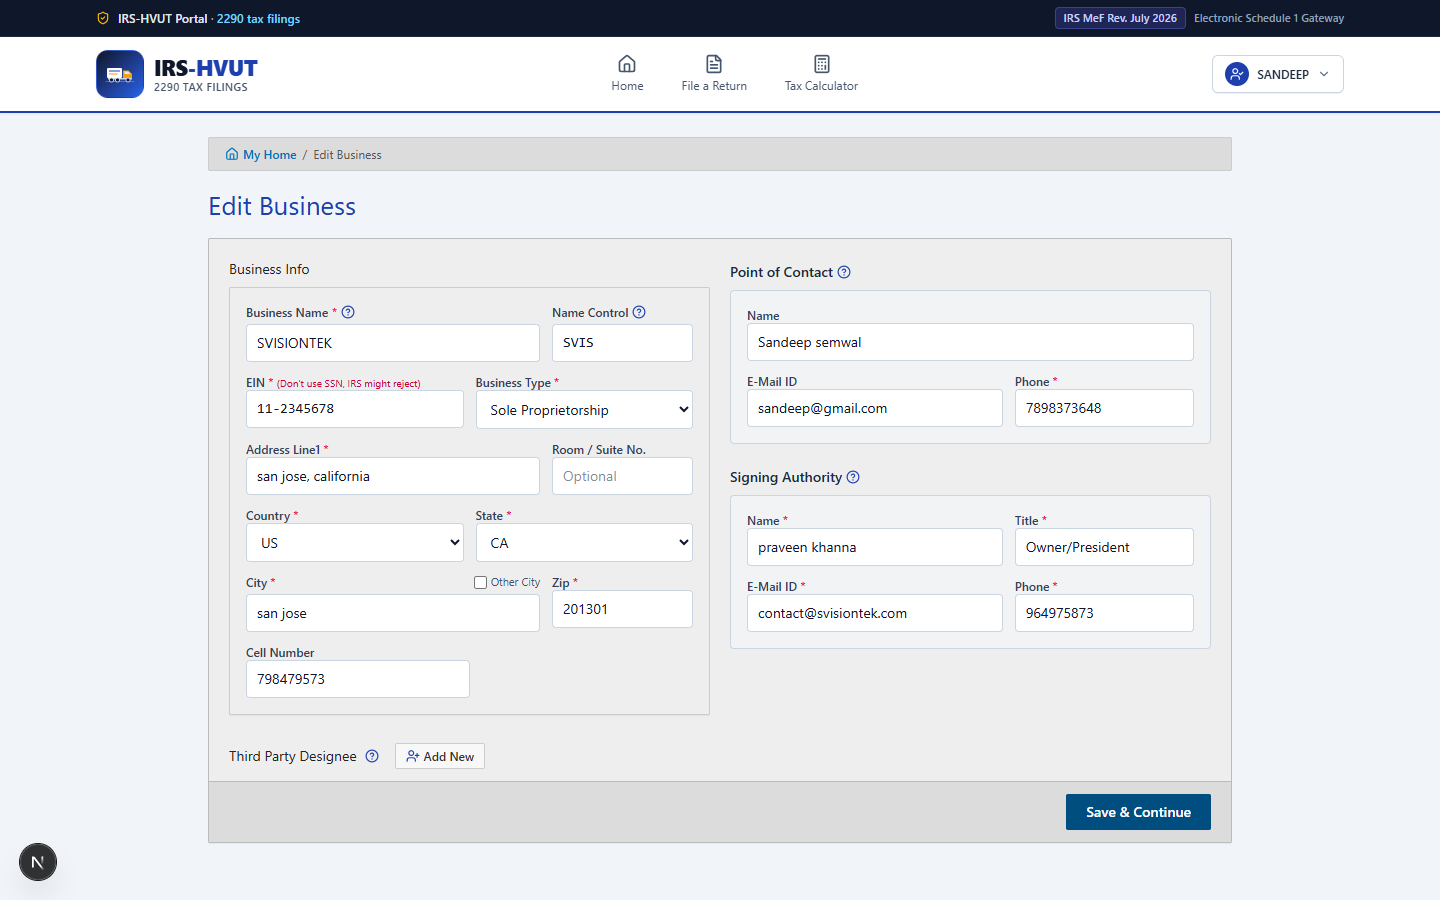 IRS-HVUT Portal · 2290 tax filings
IRS MeF Rev. July 2026
Electronic Schedule 1 Gateway
IRS-HVUT
2290 TAX FILINGS
Home
File a Return
Tax Calculator
SANDEEP
My Home / Edit Business
Edit Business
Business Info
Business Name *
Name Control
SVISIONTEK
SVIS
EIN * (Don't use SSN, IRS might reject)
Business Type *
11-2345678
Sole Proprietorship
Address Line1 *
Room / Suite No.
san jose, california
Optional
Country *
State *
US
CA
City *
Other City
Zip *
san jose
201301
Cell Number
798479573
Point of Contact
Name
Sandeep semwal
E-Mail ID
Phone *
sandeep@gmail.com
7898373648
Signing Authority
Name *
Title *
praveen khanna
Owner/President
E-Mail ID *
Phone *
contact@svisiontek.com
964975873
Third Party Designee
Add New
Save & Continue
N